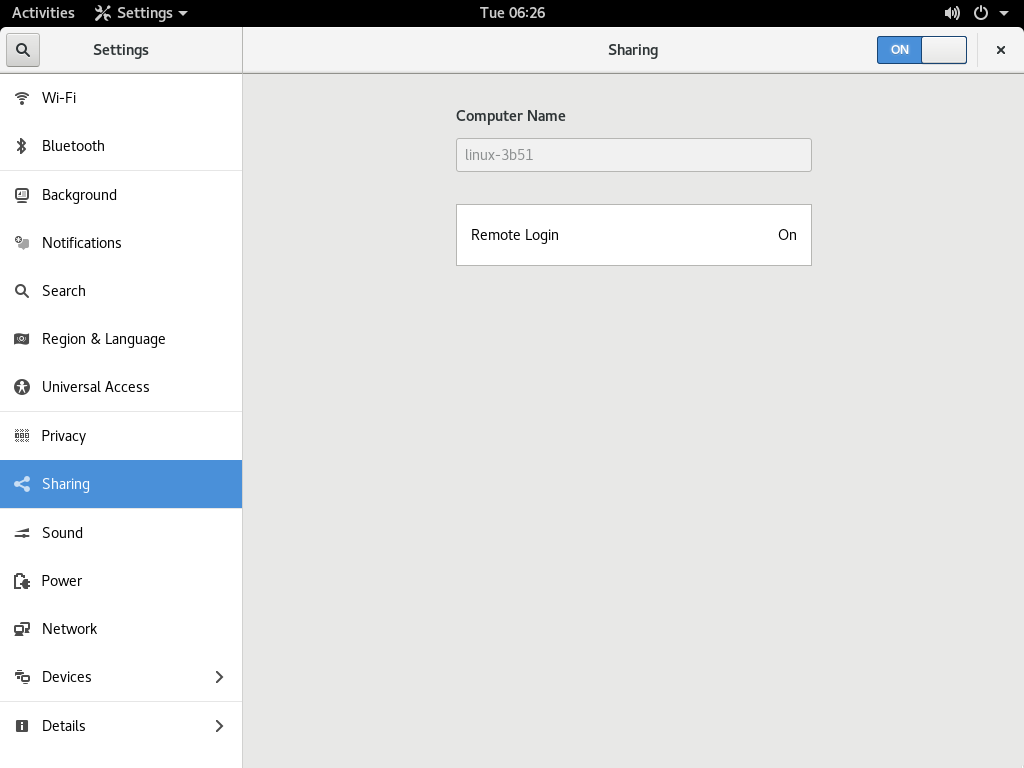 Activities Settings Tue 06:26
Settings Sharing ON
Wi-Fi
Bluetooth
Background
Notifications
Search
Region & Language
Universal Access
Privacy
Sharing
Sound
Power
Network
Devices
Details
Computer Name
linux-3b51
Remote Login On